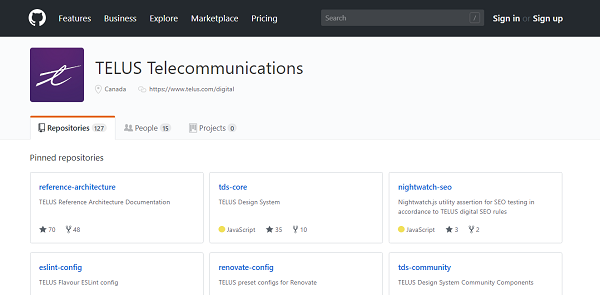 Features Business Explore Marketplace Pricing Search / Sign in or Sign up
TELUS Telecommunications
Canada https://www.telus.com/digital
Repositories 127 People 15 Projects 0
Pinned repositories
reference-architecture
TELUS Reference Architecture Documentation
70 48
tds-core
TELUS Design System
JavaScript 35 10
nightwatch-seo
Nightwatch.js utility assertion for SEO testing in
accordance to TELUS digital SEO rules
JavaScript 3 2
eslint-config
TELUS Flavour ESLint config
renovate-config
TELUS preset configs for Renovate
tds-community
TELUS Design System Community Components